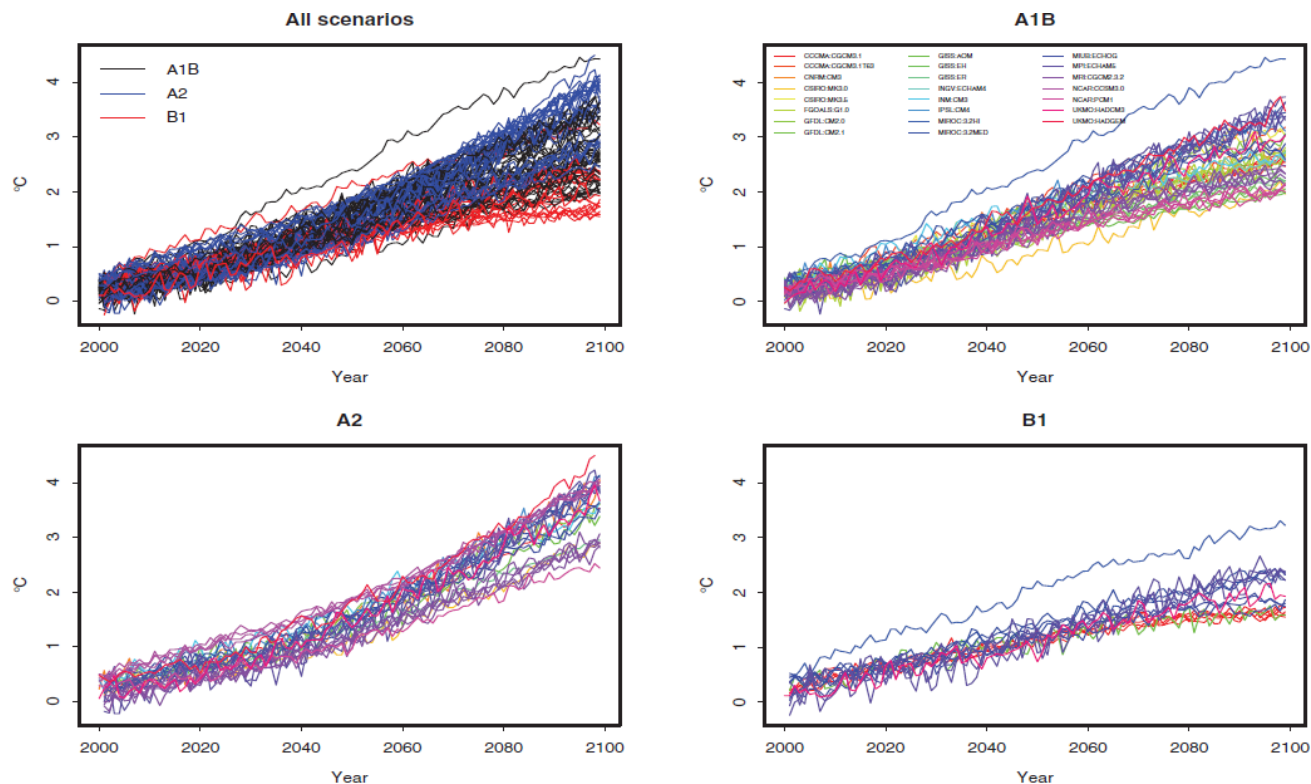 All scenarios
A1B
A2
B1
°C
4
3
2
1
0
2000 2020 2040 2060 2080 2100
Year
A1B
CCCMA:CGCM3.1
CCCMA:CGCM3.1T63
CNRM:CM3
CSIRO:MK3.0
CSIRO:MK3.5
FGOALS:G1.0
GFDL:CM2.0
GFDL:CM2.1
GISS:AOM
GISS:EH
GISS:ER
INGV:ECHAM4
INM:CM3
IPSL:CM4
MIROC:3.2HI
MIROC:3.2MED
MIUB:ECHOG
MPI:ECHAM5
MRI:CGCM2.3.2
NCAR:CCSM3.0
NCAR:PCM1
UKMO:HADCM3
UKMO:HADGEM
°C
4
3
2
1
0
2000 2020 2040 2060 2080 2100
Year
A2
°C
4
3
2
1
0
2000 2020 2040 2060 2080 2100
Year
B1
°C
4
3
2
1
0
2000 2020 2040 2060 2080 2100
Year